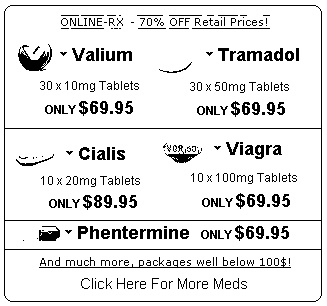 ONLINE-RX - 70% OFF Retail Prices!
Valium
30 x 10mg Tablets
ONLY $69.95
Tramadol
30 x 50mg Tablets
ONLY $69.95
Cialis
10 x 20mg Tablets
ONLY $89.95
Viagra
10 x 100mg Tablets
ONLY $69.95
Phentermine ONLY $69.95
And much more, packages well below 100$!
Click Here For More Meds